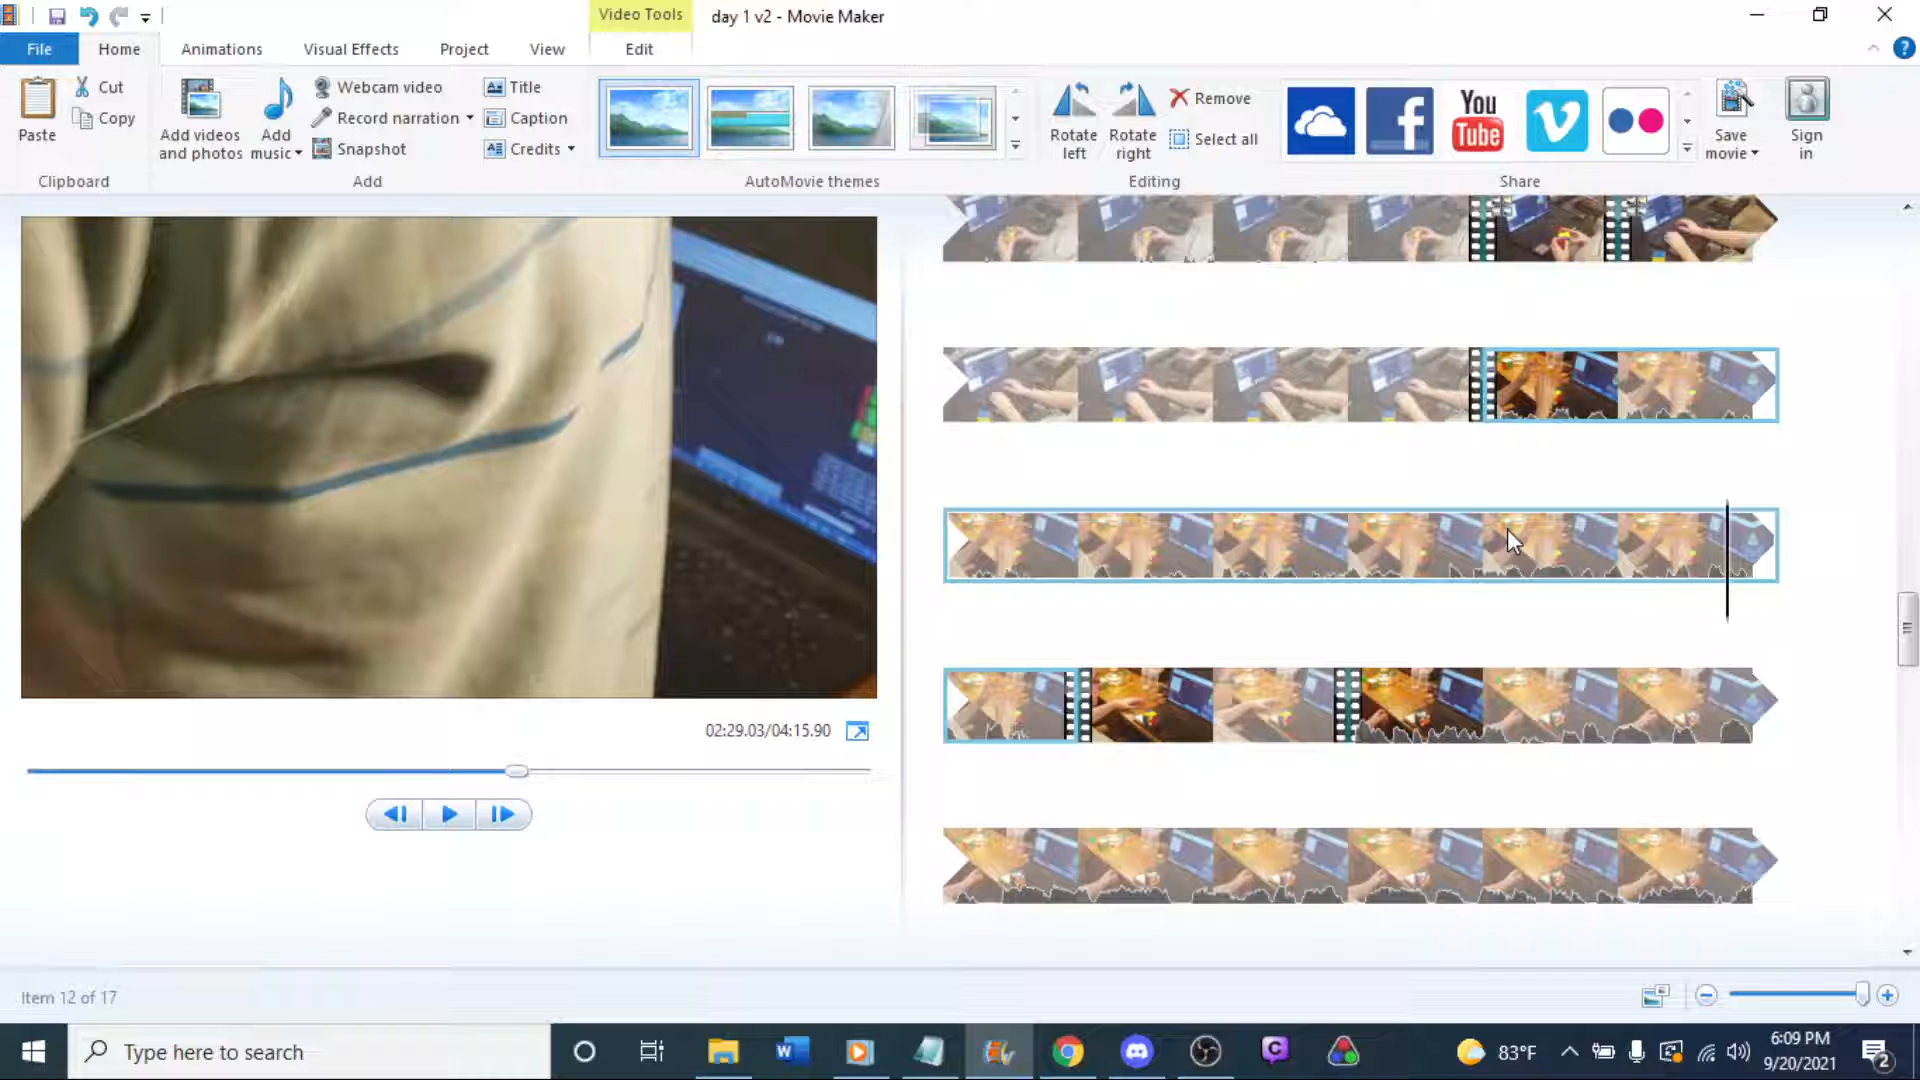 Video Tools
day 1 v2 - Movie Maker
File
Home
Animations
Visual Effects
Project
View
Edit
Paste
Cut
Copy
Clipboard
Add videos
and photos
Add
music
Webcam video
Record narration
Snapshot
Title
Caption
Credits
Add
AutoMovie themes
Rotate
left
Rotate
right
Remove
Select all
Editing
You
Tube
Share
Save
movie
Sign
in
02:29.03/04:15.90
Item 12 of 17
Type here to search
83°F
6:09 PM
9/20/2021
2